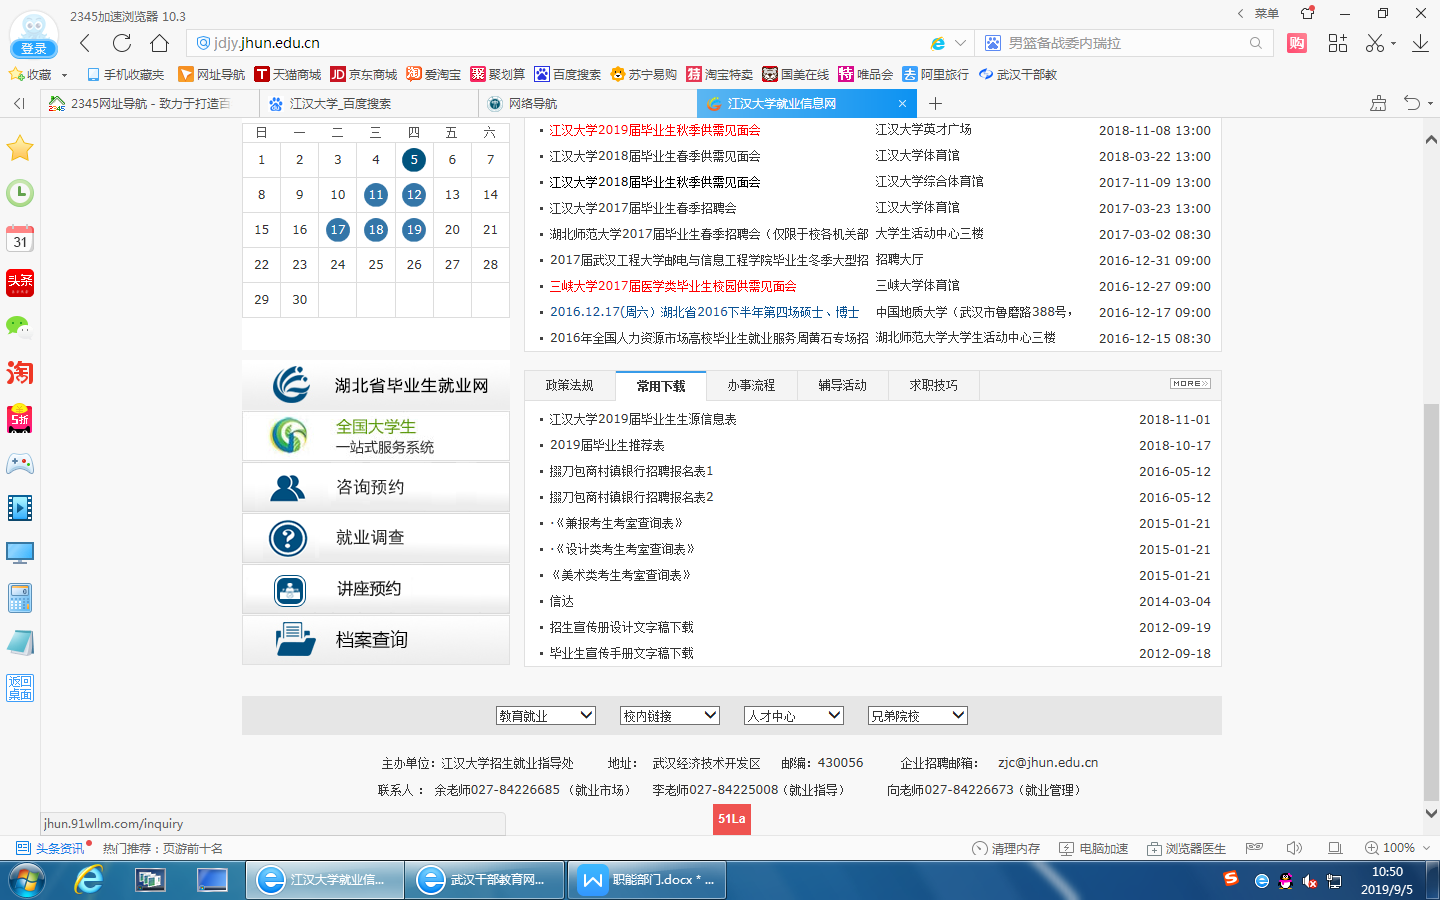 2345加速浏览器 10.3
菜单
登录
jdjy.jhun.edu.cn
男篮备战委内瑞拉
购
收藏
手机收藏夹
网址导航
天猫商城
京东商城
爱淘宝
聚划算
百度搜索
苏宁易购
淘宝特卖
国美在线
唯品会
阿里旅行
武汉干部教
2345网址导航 - 致力于打造百
江汉大学_百度搜索
网络导航
江汉大学就业信息网
31
头条
淘
5折
返回
桌面
日 一 二 三 四 五 六
1 2 3 4 5 6 7
8 9 10 11 12 13 14
15 16 17 18 19 20 21
22 23 24 25 26 27 28
29 30
湖北省毕业生就业网
全国大学生
一站式服务系统
咨询预约
就业调查
讲座预约
档案查询
江汉大学2019届毕业生秋季供需见面会 江汉大学英才广场 2018-11-08 13:00
江汉大学2018届毕业生春季供需见面会 江汉大学体育馆 2018-03-22 13:00
江汉大学2018届毕业生秋季供需见面会 江汉大学综合体育馆 2017-11-09 13:00
江汉大学2017届毕业生春季招聘会 江汉大学体育馆 2017-03-23 13:00
湖北师范大学2017届毕业生春季招聘会（仅限于校各机关部 大学生活动中心三楼 2017-03-02 08:30
2017届武汉工程大学邮电与信息工程学院毕业生冬季大型招 招聘大厅 2016-12-31 09:00
三峡大学2017届医学类毕业生校园供需见面会 三峡大学体育馆 2016-12-27 09:00
2016.12.17(周六）湖北省2016下半年第四场硕士、博士 中国地质大学（武汉市鲁磨路388号， 2016-12-17 09:00
2016年全国人力资源市场高校毕业生就业服务周黄石专场招 湖北师范大学大学生活动中心三楼 2016-12-15 08:30
政策法规 常用下载 办事流程 辅导活动 求职技巧 MORE>>
江汉大学2019届毕业生生源信息表 2018-11-01
2019届毕业生推荐表 2018-10-17
掇刀包商村镇银行招聘报名表1 2016-05-12
掇刀包商村镇银行招聘报名表2 2016-05-12
·《兼报考生考室查询表》 2015-01-21
·《设计类考生考室查询表》 2015-01-21
《美术类考生考室查询表》 2015-01-21
信达 2014-03-04
招生宣传册设计文字稿下载 2012-09-19
毕业生宣传手册文字稿下载 2012-09-18
教育就业 校内链接 人才中心 兄弟院校
主办单位：江汉大学招生就业指导处 地址： 武汉经济技术开发区 邮编：430056 企业招聘邮箱： zjc@jhun.edu.cn
联系人 ： 余老师027-84226685 （就业市场） 李老师027-84225008（就业指导） 向老师027-84226673（就业管理）
51La
jhun.91wllm.com/inquiry
头条资讯
热门推荐：页游前十名
清理内存
电脑加速
浏览器医生
100%
江汉大学就业信...
武汉干部教育网...
职能部门.docx * ...
10:50
2019/9/5